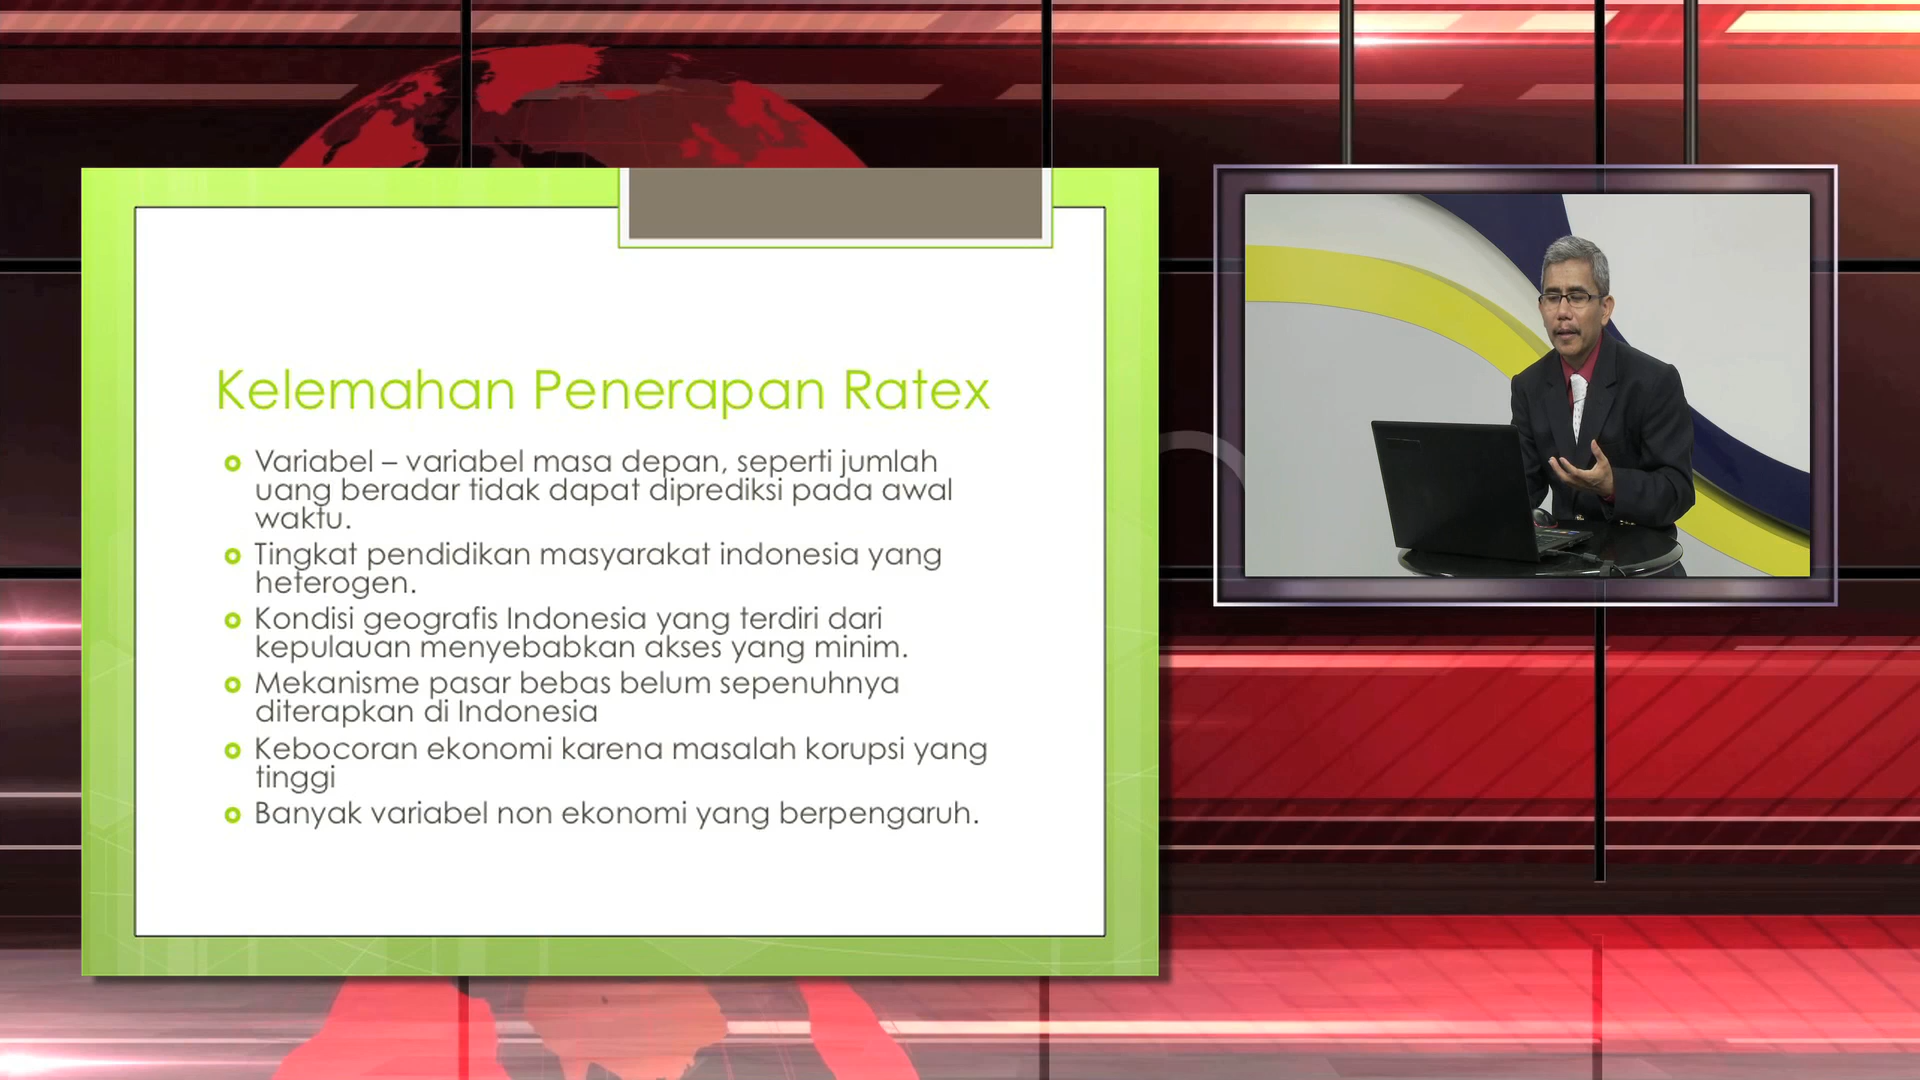 Kelemahan Penerapan Ratex
Variabel – variabel masa depan, seperti jumlah
uang beradar tidak dapat diprediksi pada awal
waktu.
Tingkat pendidikan masyarakat indonesia yang
heterogen.
Kondisi geografis Indonesia yang terdiri dari
kepulauan menyebabkan akses yang minim.
Mekanisme pasar bebas belum sepenuhnya
diterapkan di Indonesia
Kebocoran ekonomi karena masalah korupsi yang
tinggi
Banyak variabel non ekonomi yang berpengaruh.